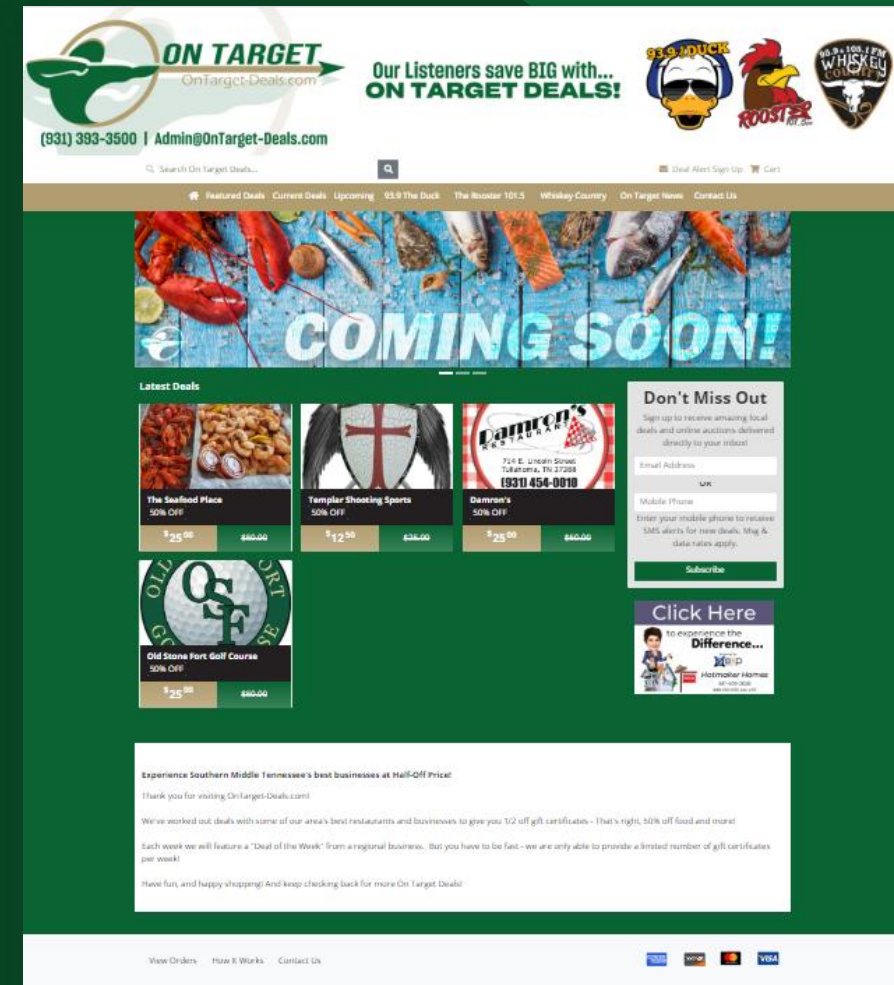 ON TARGET
OnTarget-Deals.com
(931) 393-3500 | Admin@OnTarget-Deals.com
Our Listeners save BIG with...
ON TARGET DEALS!
93.9 THE DUCK
ROOSTER
101.5
95.9 & 105.1 FM
WHISKEY
COUNTRY
Search On Target Deals...
Deal Alert Sign Up
Cart
Featured Deals Current Deals Upcoming 93.9 The Duck The Rooster 101.5 Whiskey Country On Target News Contact Us
COMING SOON!
Latest Deals
Damron's
RESTAURANT
714 E. Lincoln Street
Tullahoma, TN 37388
(931) 454-0010
The Seafood Place
50% OFF
$25.00
Templar Shooting Sports
50% OFF
$12.50
$25.00
Damron's
50% OFF
$25.00
OSF
Old Stone Fort Golf Course
50% OFF
$25.00
Don't Miss Out
Sign up to receive amazing local
deals and online auctions delivered
directly to your inbox!
Email Address
OR
Mobile Phone
Enter your mobile phone to receive
SMS alerts for new deals. Msg &
data rates apply.
Subscribe
Click Here
to experience the
Difference...
exp
Hotmaker Homes
Experience Southern Middle Tennessee's best businesses at Half-Off Price!
Thank you for visiting OnTarget-Deals.com!
We've worked out deals with some of our area's best restaurants and businesses to give you 1/2 off gift certificates - That's right, 50% off food and more!
Each week we will feature a "Deal of the Week" from a regional business. But you have to be fast - we are only able to provide a limited number of gift certificates
per week!
Have fun, and happy shopping! And keep checking back for more On Target Deals!
View Orders How It Works Contact Us
VISA